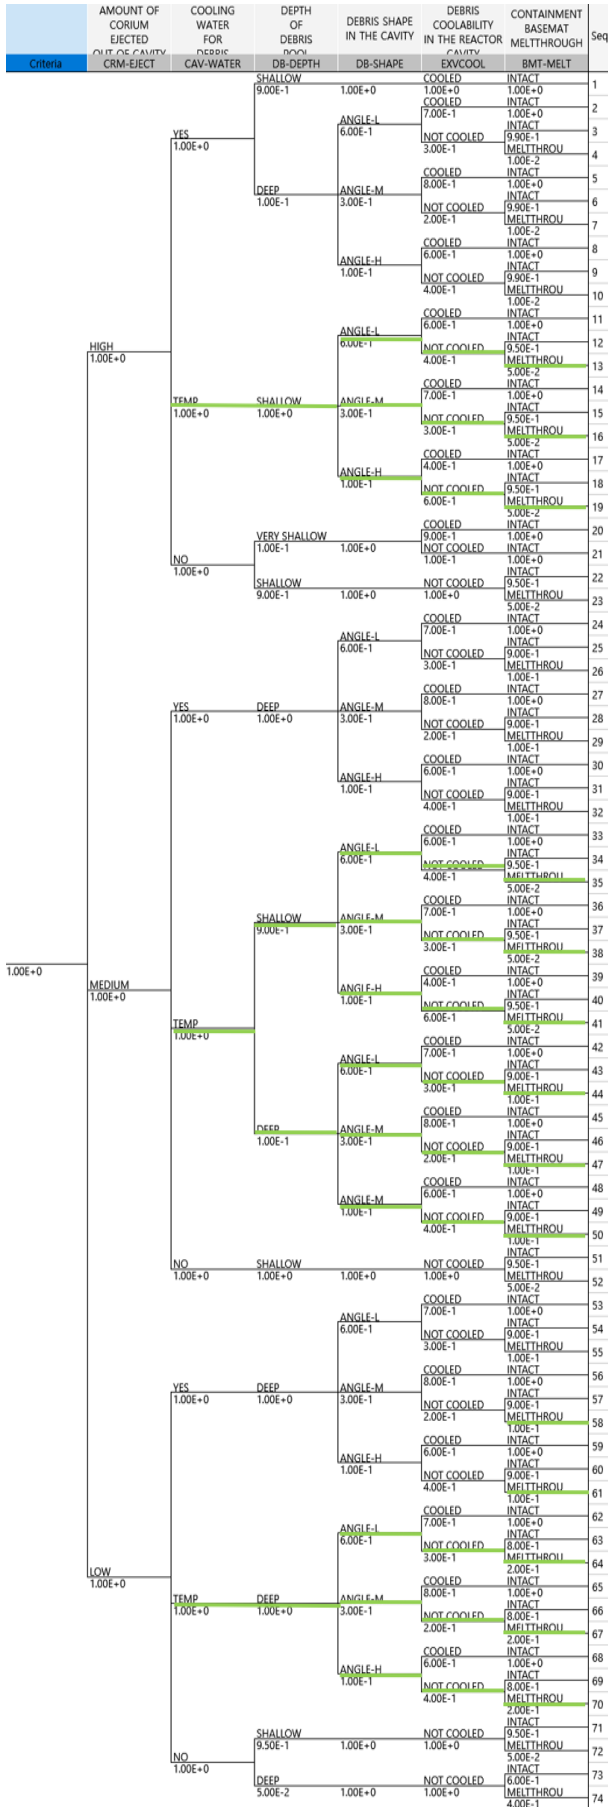 AMOUNT OF CORIUM EJECTED OUT OF CAVITY
COOLING WATER FOR DEBRIS
DEPTH OF DEBRIS POOL
DEBRIS SHAPE IN THE CAVITY
DEBRIS COOLABILITY IN THE REACTOR CAVITY
CONTAINMENT BASEMAT MELTTHROUGH
Seq
Criteria CRM-EJECT CAV-WATER DB-DEPTH DB-SHAPE EXVCOOL BMT-MELT
SHALLOW COOLED INTACT
9.00E-1 1.00E+0 1.00E+0 1.00E+0 1
COOLED INTACT
7.00E-1 1.00E+0 2
ANGLE-L INTACT
6.00E-1 9.90E-1 3
YES NOT COOLED MELTTHROU
1.00E+0 3.00E-1 1.00E-2 4
COOLED INTACT
8.00E-1 1.00E+0 5
DEEP ANGLE-M INTACT
1.00E-1 3.00E-1 9.90E-1 6
NOT COOLED MELTTHROU
2.00E-1 1.00E-2 7
COOLED INTACT
6.00E-1 1.00E+0 8
ANGLE-H INTACT
1.00E-1 9.90E-1 9
NOT COOLED MELTTHROU
4.00E-1 1.00E-2 10
COOLED INTACT
6.00E-1 1.00E+0 11
ANGLE-L INTACT
6.00E-1 9.50E-1 12
HIGH NOT COOLED MELTTHROU
1.00E+0 4.00E-1 5.00E-2 13
COOLED INTACT
7.00E-1 1.00E+0 14
TEMP SHALLOW ANGLE-M INTACT
1.00E+0 1.00E+0 3.00E-1 9.50E-1 15
NOT COOLED MELTTHROU
3.00E-1 5.00E-2 16
COOLED INTACT
4.00E-1 1.00E+0 17
ANGLE-H INTACT
1.00E-1 9.50E-1 18
NOT COOLED MELTTHROU
6.00E-1 5.00E-2 19
COOLED INTACT
VERY SHALLOW 9.00E-1 1.00E+0 20
NOT COOLED INTACT
1.00E-1 1.00E+0 1.00E-1 1.00E+0 21
NO INTACT
1.00E+0 9.50E-1 22
SHALLOW NOT COOLED MELTTHROU
9.00E-1 1.00E+0 1.00E+0 5.00E-2 23
COOLED INTACT
7.00E-1 1.00E+0 24
ANGLE-L INTACT
6.00E-1 9.00E-1 25
NOT COOLED MELTTHROU
3.00E-1 1.00E-1 26
COOLED INTACT
8.00E-1 1.00E+0 27
YES DEEP ANGLE-M INTACT
1.00E+0 1.00E+0 3.00E-1 9.00E-1 28
NOT COOLED MELTTHROU
2.00E-1 1.00E-1 29
COOLED INTACT
6.00E-1 1.00E+0 30
ANGLE-H INTACT
1.00E-1 9.00E-1 31
NOT COOLED MELTTHROU
4.00E-1 1.00E-1 32
COOLED INTACT
6.00E-1 1.00E+0 33
ANGLE-L INTACT
6.00E-1 9.50E-1 34
NOT COOLED MELTTHROU
4.00E-1 5.00E-2 35
COOLED INTACT
7.00E-1 1.00E+0 36
SHALLOW ANGLE-M INTACT
9.00E-1 3.00E-1 9.50E-1 37
NOT COOLED MELTTHROU
3.00E-1 5.00E-2 38
COOLED INTACT
1.00E+0 4.00E-1 1.00E+0 39
MEDIUM ANGLE-H INTACT
1.00E+0 1.00E-1 9.50E-1 40
NOT COOLED MELTTHROU
TEMP 6.00E-1 5.00E-2 41
1.00E+0 COOLED INTACT
7.00E-1 1.00E+0 42
ANGLE-L INTACT
6.00E-1 9.00E-1 43
NOT COOLED MELTTHROU
3.00E-1 1.00E-1 44
COOLED INTACT
8.00E-1 1.00E+0 45
DEEP ANGLE-M INTACT
1.00E-1 3.00E-1 9.00E-1 46
NOT COOLED MELTTHROU
2.00E-1 1.00E-1 47
COOLED INTACT
6.00E-1 1.00E+0 48
ANGLE-M INTACT
1.00E-1 9.00E-1 49
NOT COOLED MELTTHROU
4.00E-1 1.00E-1 50
INTACT
9.50E-1 51
NO SHALLOW NOT COOLED MELTTHROU
1.00E+0 1.00E+0 1.00E+0 1.00E+0 5.00E-2 52
COOLED INTACT
7.00E-1 1.00E+0 53
ANGLE-L INTACT
6.00E-1 9.00E-1 54
NOT COOLED MELTTHROU
3.00E-1 1.00E-1 55
COOLED INTACT
8.00E-1 1.00E+0 56
YES DEEP ANGLE-M INTACT
1.00E+0 1.00E+0 3.00E-1 9.00E-1 57
NOT COOLED MELTTHROU
2.00E-1 1.00E-1 58
COOLED INTACT
6.00E-1 1.00E+0 59
ANGLE-H INTACT
1.00E-1 9.00E-1 60
NOT COOLED MELTTHROU
4.00E-1 1.00E-1 61
COOLED INTACT
7.00E-1 1.00E+0 62
ANGLE-L INTACT
6.00E-1 8.00E-1 63
NOT COOLED MELTTHROU
3.00E-1 2.00E-1 64
LOW COOLED INTACT
1.00E+0 8.00E-1 1.00E+0 65
TEMP DEEP ANGLE-M INTACT
1.00E+0 1.00E+0 3.00E-1 8.00E-1 66
NOT COOLED MELTTHROU
2.00E-1 2.00E-1 67
COOLED INTACT
6.00E-1 1.00E+0 68
ANGLE-H INTACT
1.00E-1 8.00E-1 69
NOT COOLED MELTTHROU
4.00E-1 2.00E-1 70
INTACT
SHALLOW NOT COOLED 9.50E-1 71
9.50E-1 1.00E+0 1.00E+0 MELTTHROU
NO 5.00E-2 72
1.00E+0 INTACT
DEEP NOT COOLED 6.00E-1 73
5.00E-2 1.00E+0 1.00E+0 MELTTHROU
4.00E-1 74